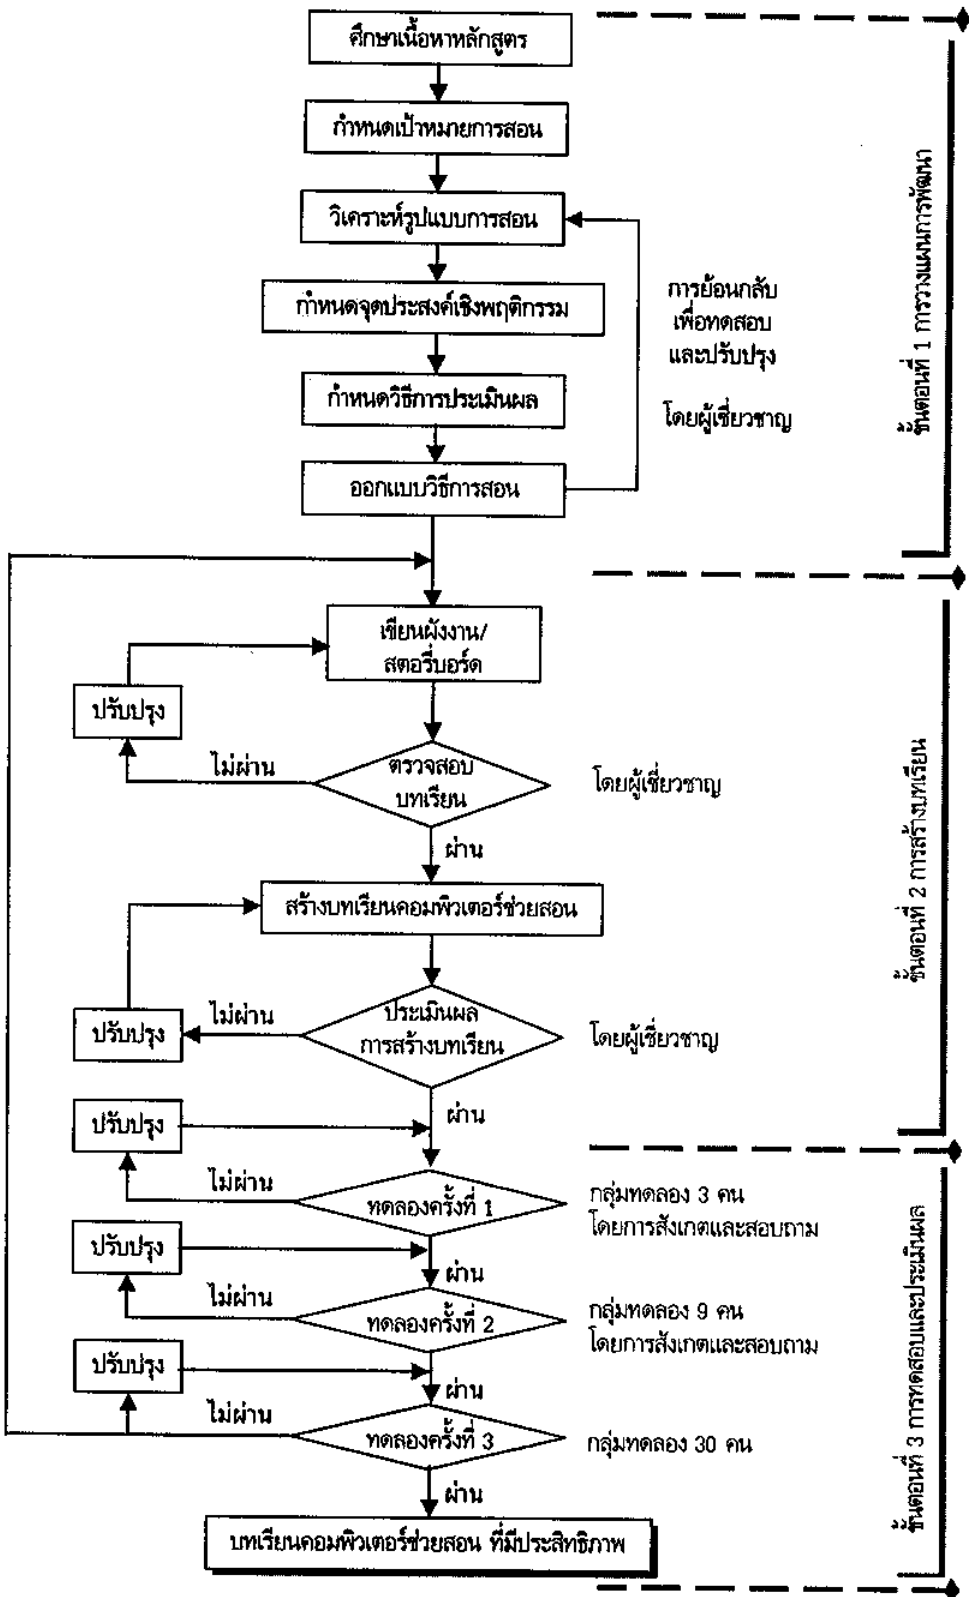 ศึกษาเนื้อหาหลักสูตร
กำหนดเป้าหมายการสอน
วิเคราะห์รูปแบบการสอน
กำหนดจุดประสงค์เชิงพฤติกรรม
กำหนดวิธีการประเมินผล
ออกแบบวิธีการสอน
การย้อนกลับ
เพื่อทดสอบ
และปรับปรุง
โดยผู้เชี่ยวชาญ
ขั้นตอนที่ 1 การวางแผนการพัฒนา
เขียนผังงาน/
สตอรี่บอร์ด
ปรับปรุง
ไม่ผ่าน
ตรวจสอบ
บทเรียน
โดยผู้เชี่ยวชาญ
ผ่าน
สร้างบทเรียนคอมพิวเตอร์ช่วยสอน
ปรับปรุง
ไม่ผ่าน
ประเมินผล
การสร้างบทเรียน
โดยผู้เชี่ยวชาญ
ผ่าน
ขั้นตอนที่ 2 การสร้างบทเรียน
ปรับปรุง
ไม่ผ่าน
ทดลองครั้งที่ 1
กลุ่มทดลอง 3 คน
โดยการสังเกตและสอบถาม
ปรับปรุง
ผ่าน
ไม่ผ่าน
ทดลองครั้งที่ 2
กลุ่มทดลอง 9 คน
โดยการสังเกตและสอบถาม
ปรับปรุง
ผ่าน
ไม่ผ่าน
ทดลองครั้งที่ 3
กลุ่มทดลอง 30 คน
ผ่าน
บทเรียนคอมพิวเตอร์ช่วยสอน ที่มีประสิทธิภาพ
ขั้นตอนที่ 3 การทดสอบและประเมินผล